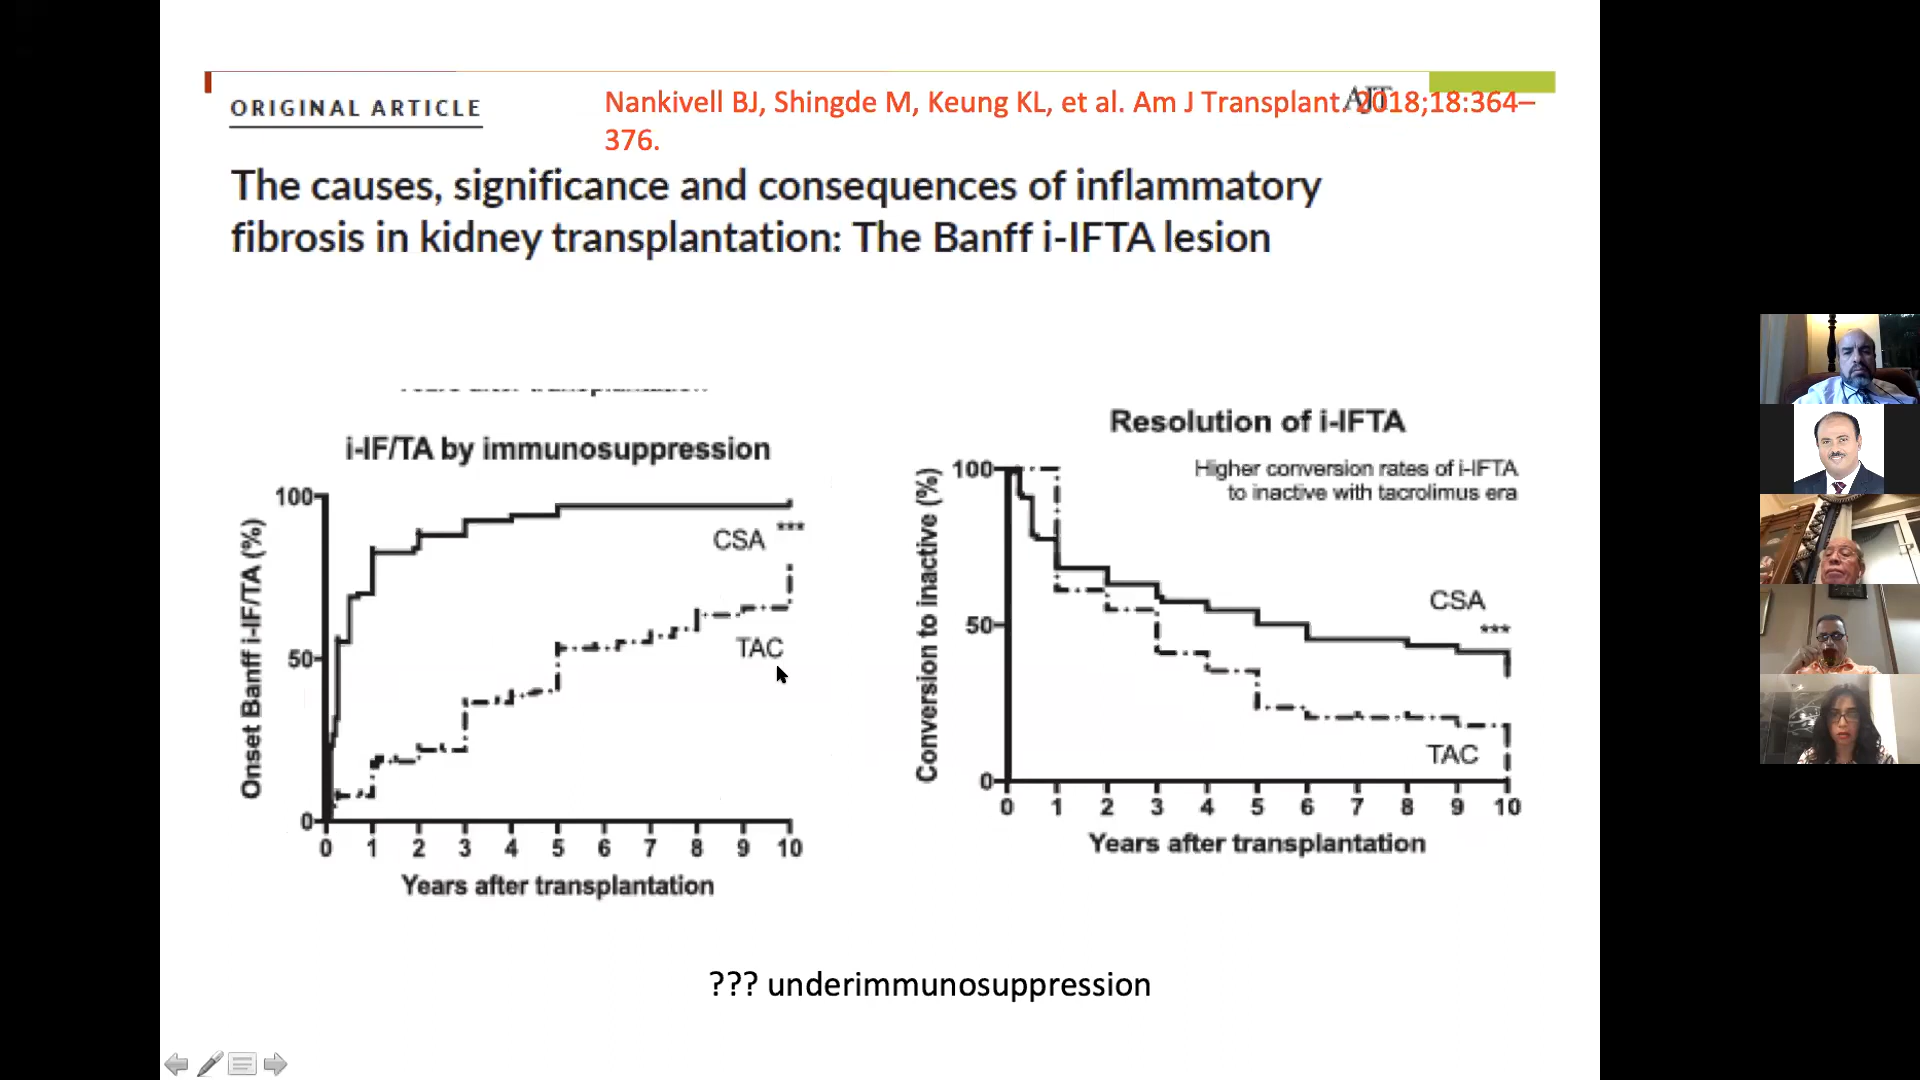 ORIGINAL ARTICLE
Nankivell BJ, Shingde M, Keung KL, et al. Am J Transplant. 2018;18:364–
376.
AJT
The causes, significance and consequences of inflammatory
fibrosis in kidney transplantation: The Banff i-IFTA lesion
Years after transplantation
i-IF/TA by immunosuppression
Onset Banff i-IF/TA (%)
100
50
0
CSA ***
TAC
0 1 2 3 4 5 6 7 8 9 10
Years after transplantation
Resolution of i-IFTA
Higher conversion rates of i-IFTA
to inactive with tacrolimus era
Conversion to inactive (%)
100
50
0
CSA
***
TAC
0 1 2 3 4 5 6 7 8 9 10
Years after transplantation
??? underimmunosuppression